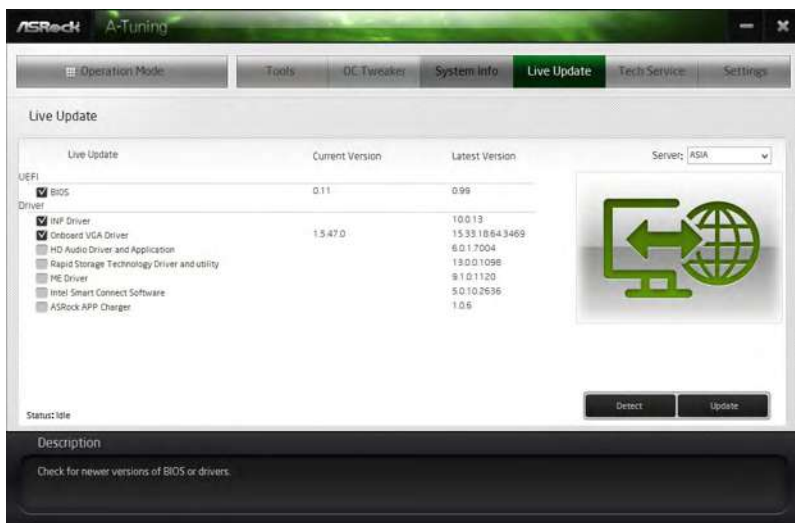 ASRock A-Tuning
Operation Mode Tools OC Tweaker System Info Live Update Tech Service Settings
Live Update
Live Update Current Version Latest Version Server: ASIA
UEFI
BIOS 0.11 0.99
Driver
INF Driver 10.0.13
Onboard VGA Driver 1.5.47.0 15.33.18.64.3469
HD Audio Driver and Application 6.0.1.7004
Rapid Storage Technology Driver and utility 13.0.0.1098
ME Driver 9.1.0.1120
Intel Smart Connect Software 5.0.10.2636
ASRock APP Charger 1.0.6
Detect Update
Status: Idle
Description
Check for newer versions of BIOS or drivers.